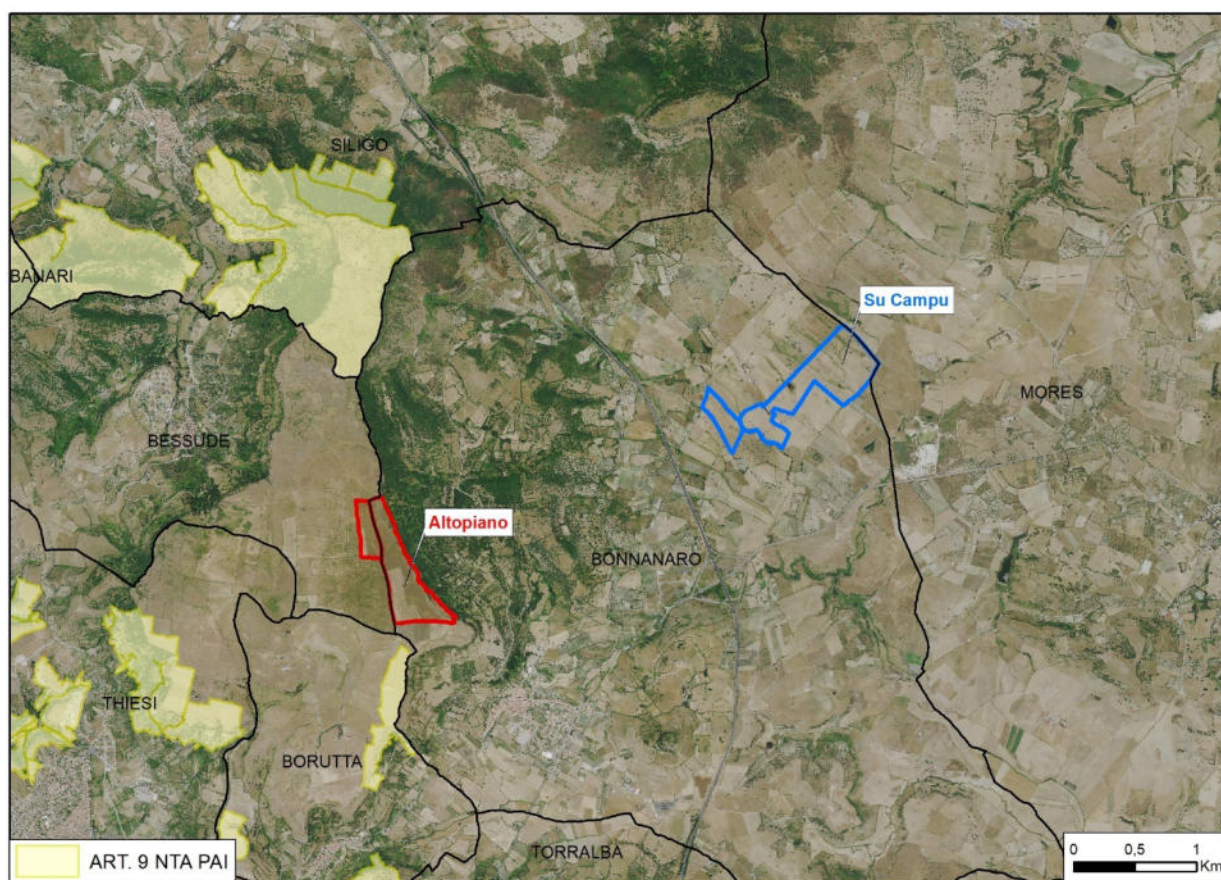 SILIGO
BANARI
Su Campu
MORES
BESSUDE
Altopiano
BONNANARO
THIESI
BORUTTA
TORRALBA
ART. 9 NTA PAI
0 0,5 1
Km